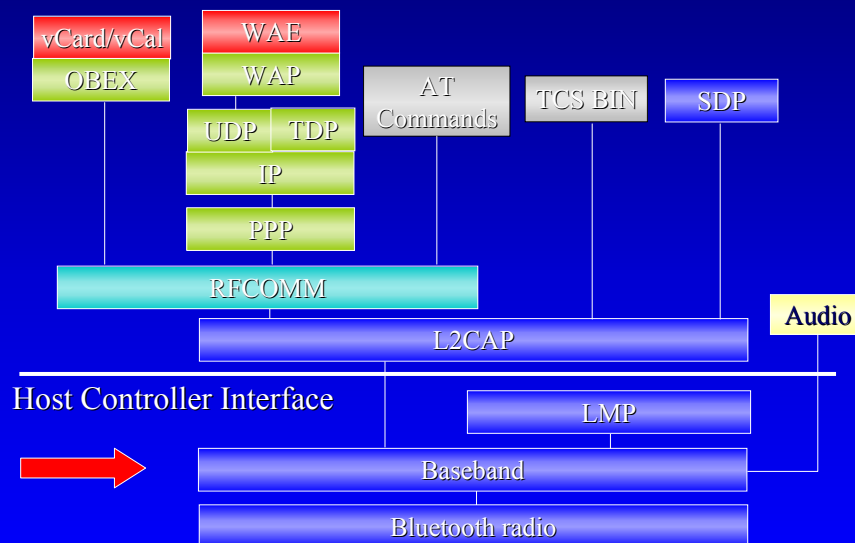 vCard/vCal
OBEX
WAE
WAP
UDP
TDP
IP
PPP
AT
Commands
TCS BIN
SDP
RFCOMM
L2CAP
Audio
Host Controller Interface
LMP
Baseband
Bluetooth radio